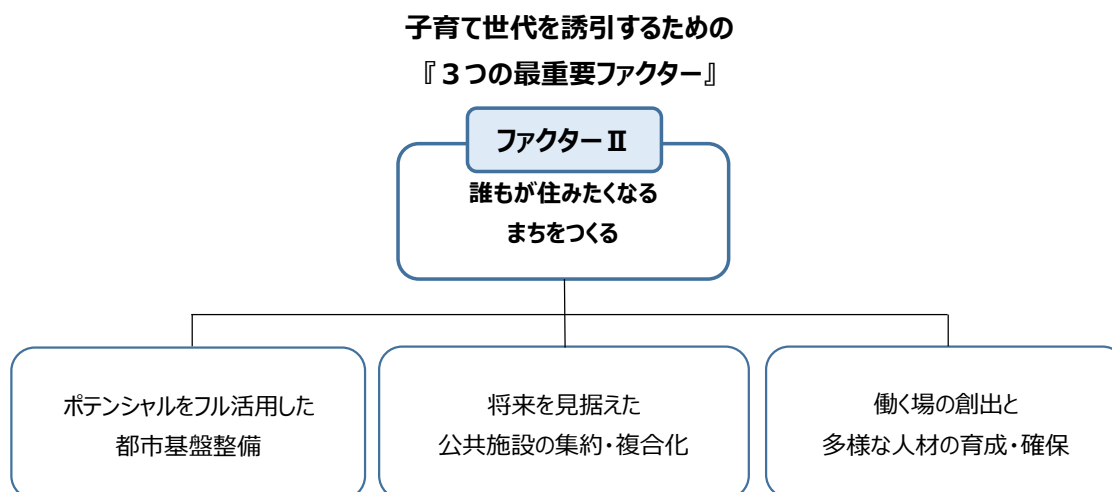 子育て世代を誘引するための
『３つの最重要ファクター』
ファクターⅡ
誰もが住みたくなる
まちをつくる
ポテンシャルをフル活用した
都市基盤整備
将来を見据えた
公共施設の集約・複合化
働く場の創出と
多様な人材の育成・確保